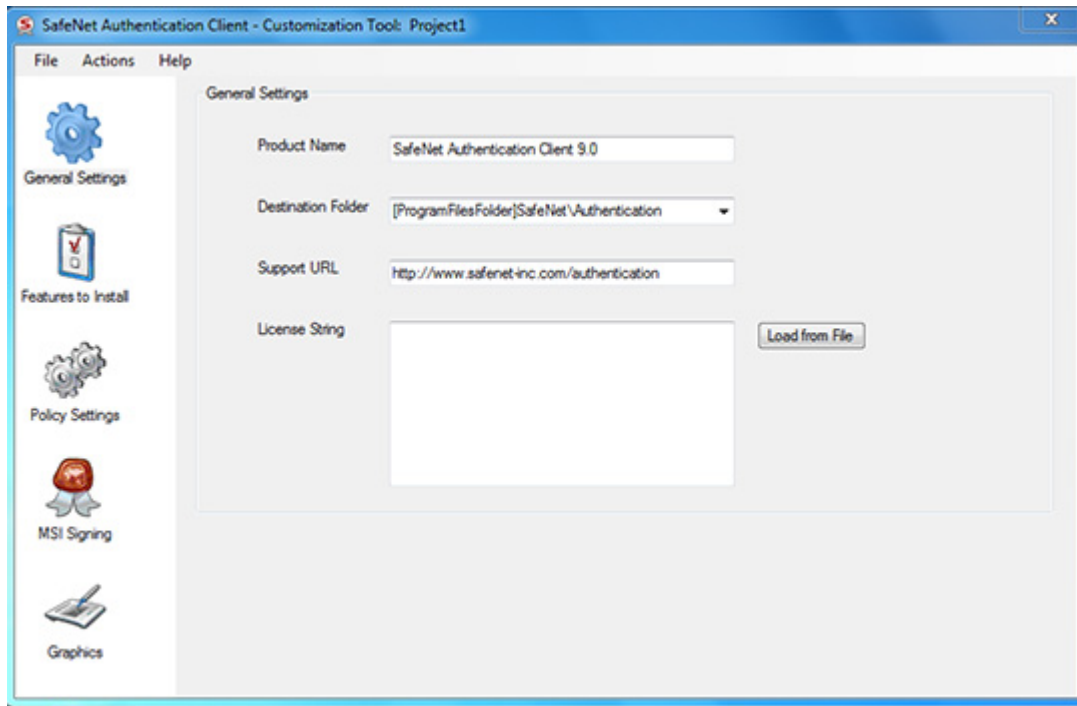 SafeNet Authentication Client - Customization Tool: Project1
File Actions Help
General Settings
Features to Install
Policy Settings
MSI Signing
Graphics
General Settings
Product Name
SafeNet Authentication Client 9.0
Destination Folder
[ProgramFilesFolder]SafeNet\Authentication
Support URL
http://www.safenet-inc.com/authentication
License String
Load from File